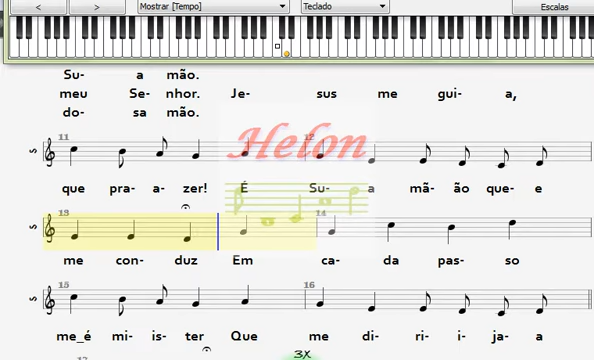 < > Mostrar [Tempo] Teclado Escalas
Su- a mão.
meu Se- nhor. Je- sus me gui- a,
do- sa mão.
11 12
S
Helon
que pra- a- zer! É Su- a mã- ão que- e
13 14
S
me con- duz Em ca- da pas- so
15 16
S
me_é mi- is- ter Que me di- ri- i- ja- a
3X